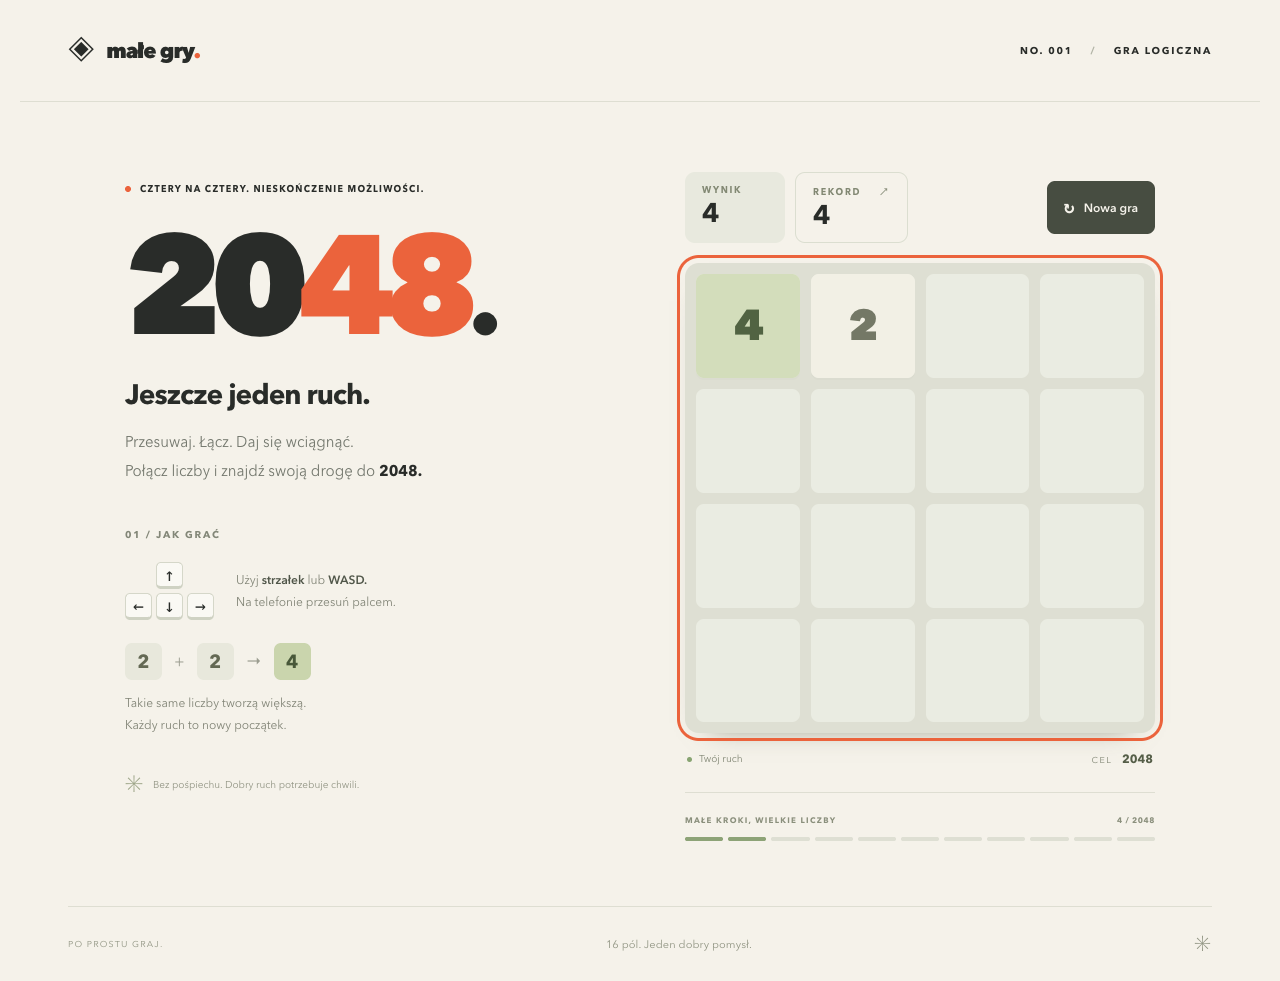 małe gry.
NO. 001 / GRA LOGICZNA
CZTERY NA CZTERY. NIESKOŃCZENIE MOŻLIWOŚCI.
2048.
Jeszcze jeden ruch.
Przesuwaj. Łącz. Daj się wciągnąć.
Połącz liczby i znajdź swoją drogę do 2048.
01 / JAK GRAĆ
↑
← ↓ →
Użyj strzałek lub WASD.
Na telefonie przesuń palcem.
2 + 2 → 4
Takie same liczby tworzą większą.
Każdy ruch to nowy początek.
Bez pośpiechu. Dobry ruch potrzebuje chwili.
WYNIK
4
REKORD ↗
4
↻ Nowa gra
4 2
Twój ruch
CEL 2048
MAŁE KROKI, WIELKIE LICZBY
4 / 2048
PO PROSTU GRAJ.
16 pól. Jeden dobry pomysł.